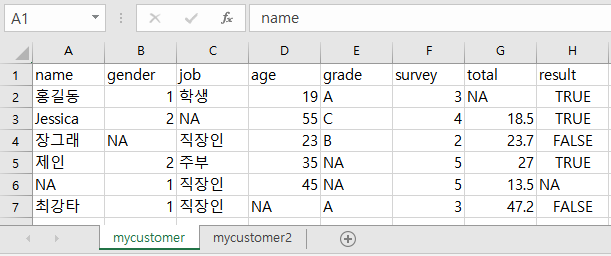 A1 name
A B C D E F G H
1 name gender job age grade survey total result
2 홍길동 1 학생 19 A 3 NA TRUE
3 Jessica 2 NA 55 C 4 18.5 TRUE
4 장그래 NA 직장인 23 B 2 23.7 FALSE
5 제인 2 주부 35 NA 5 27 TRUE
6 NA 1 직장인 45 NA 5 13.5 NA
7 최강타 1 직장인 NA A 3 47.2 FALSE
mycustomer mycustomer2